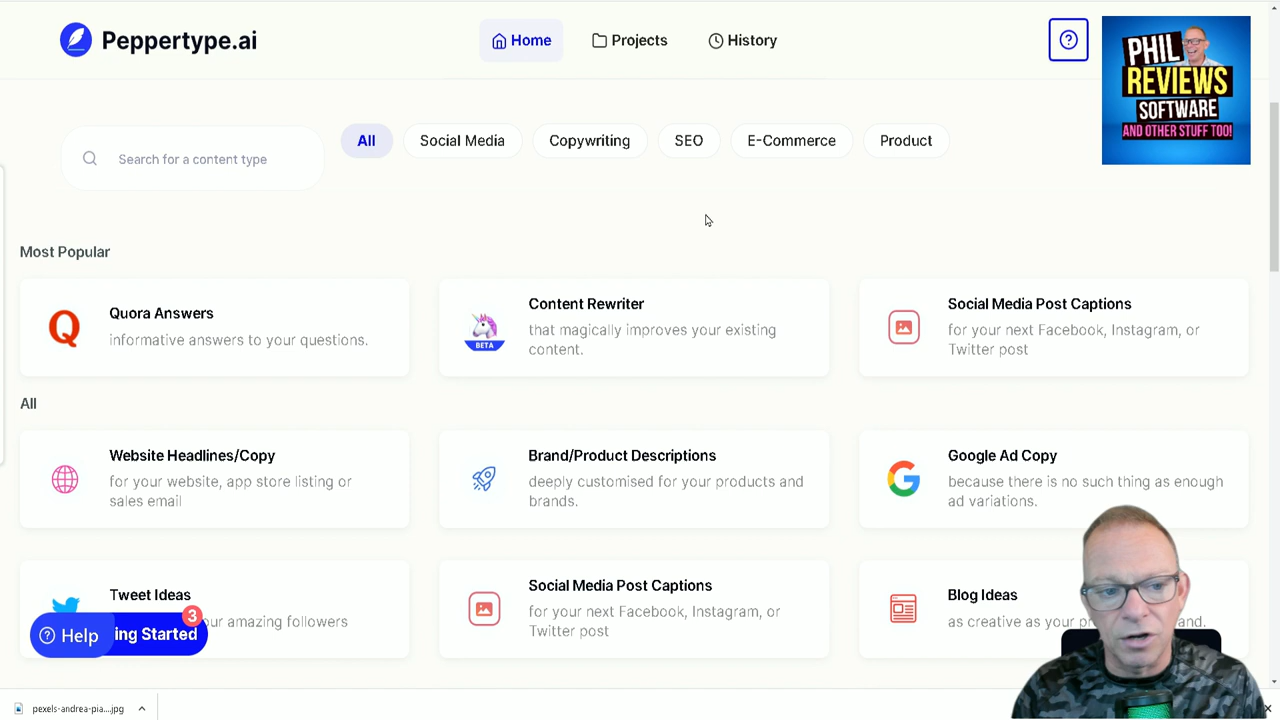 Peppertype.ai
Home
Projects
History
PHIL
REVIEWS
SOFTWARE
AND OTHER STUFF TOO!
Search for a content type
All
Social Media
Copywriting
SEO
E-Commerce
Product
Most Popular
Quora Answers
informative answers to your questions.
BETA
Content Rewriter
that magically improves your existing
content.
Social Media Post Captions
for your next Facebook, Instagram, or
Twitter post
All
Website Headlines/Copy
for your website, app store listing or
sales email
Brand/Product Descriptions
deeply customised for your products and
brands.
Google Ad Copy
because there is no such thing as enough
ad variations.
Tweet Ideas
our amazing followers
Help
ing Started
3
Social Media Post Captions
for your next Facebook, Instagram, or
Twitter post
Blog Ideas
as creative as your
pexels-andrea-pia....jpg